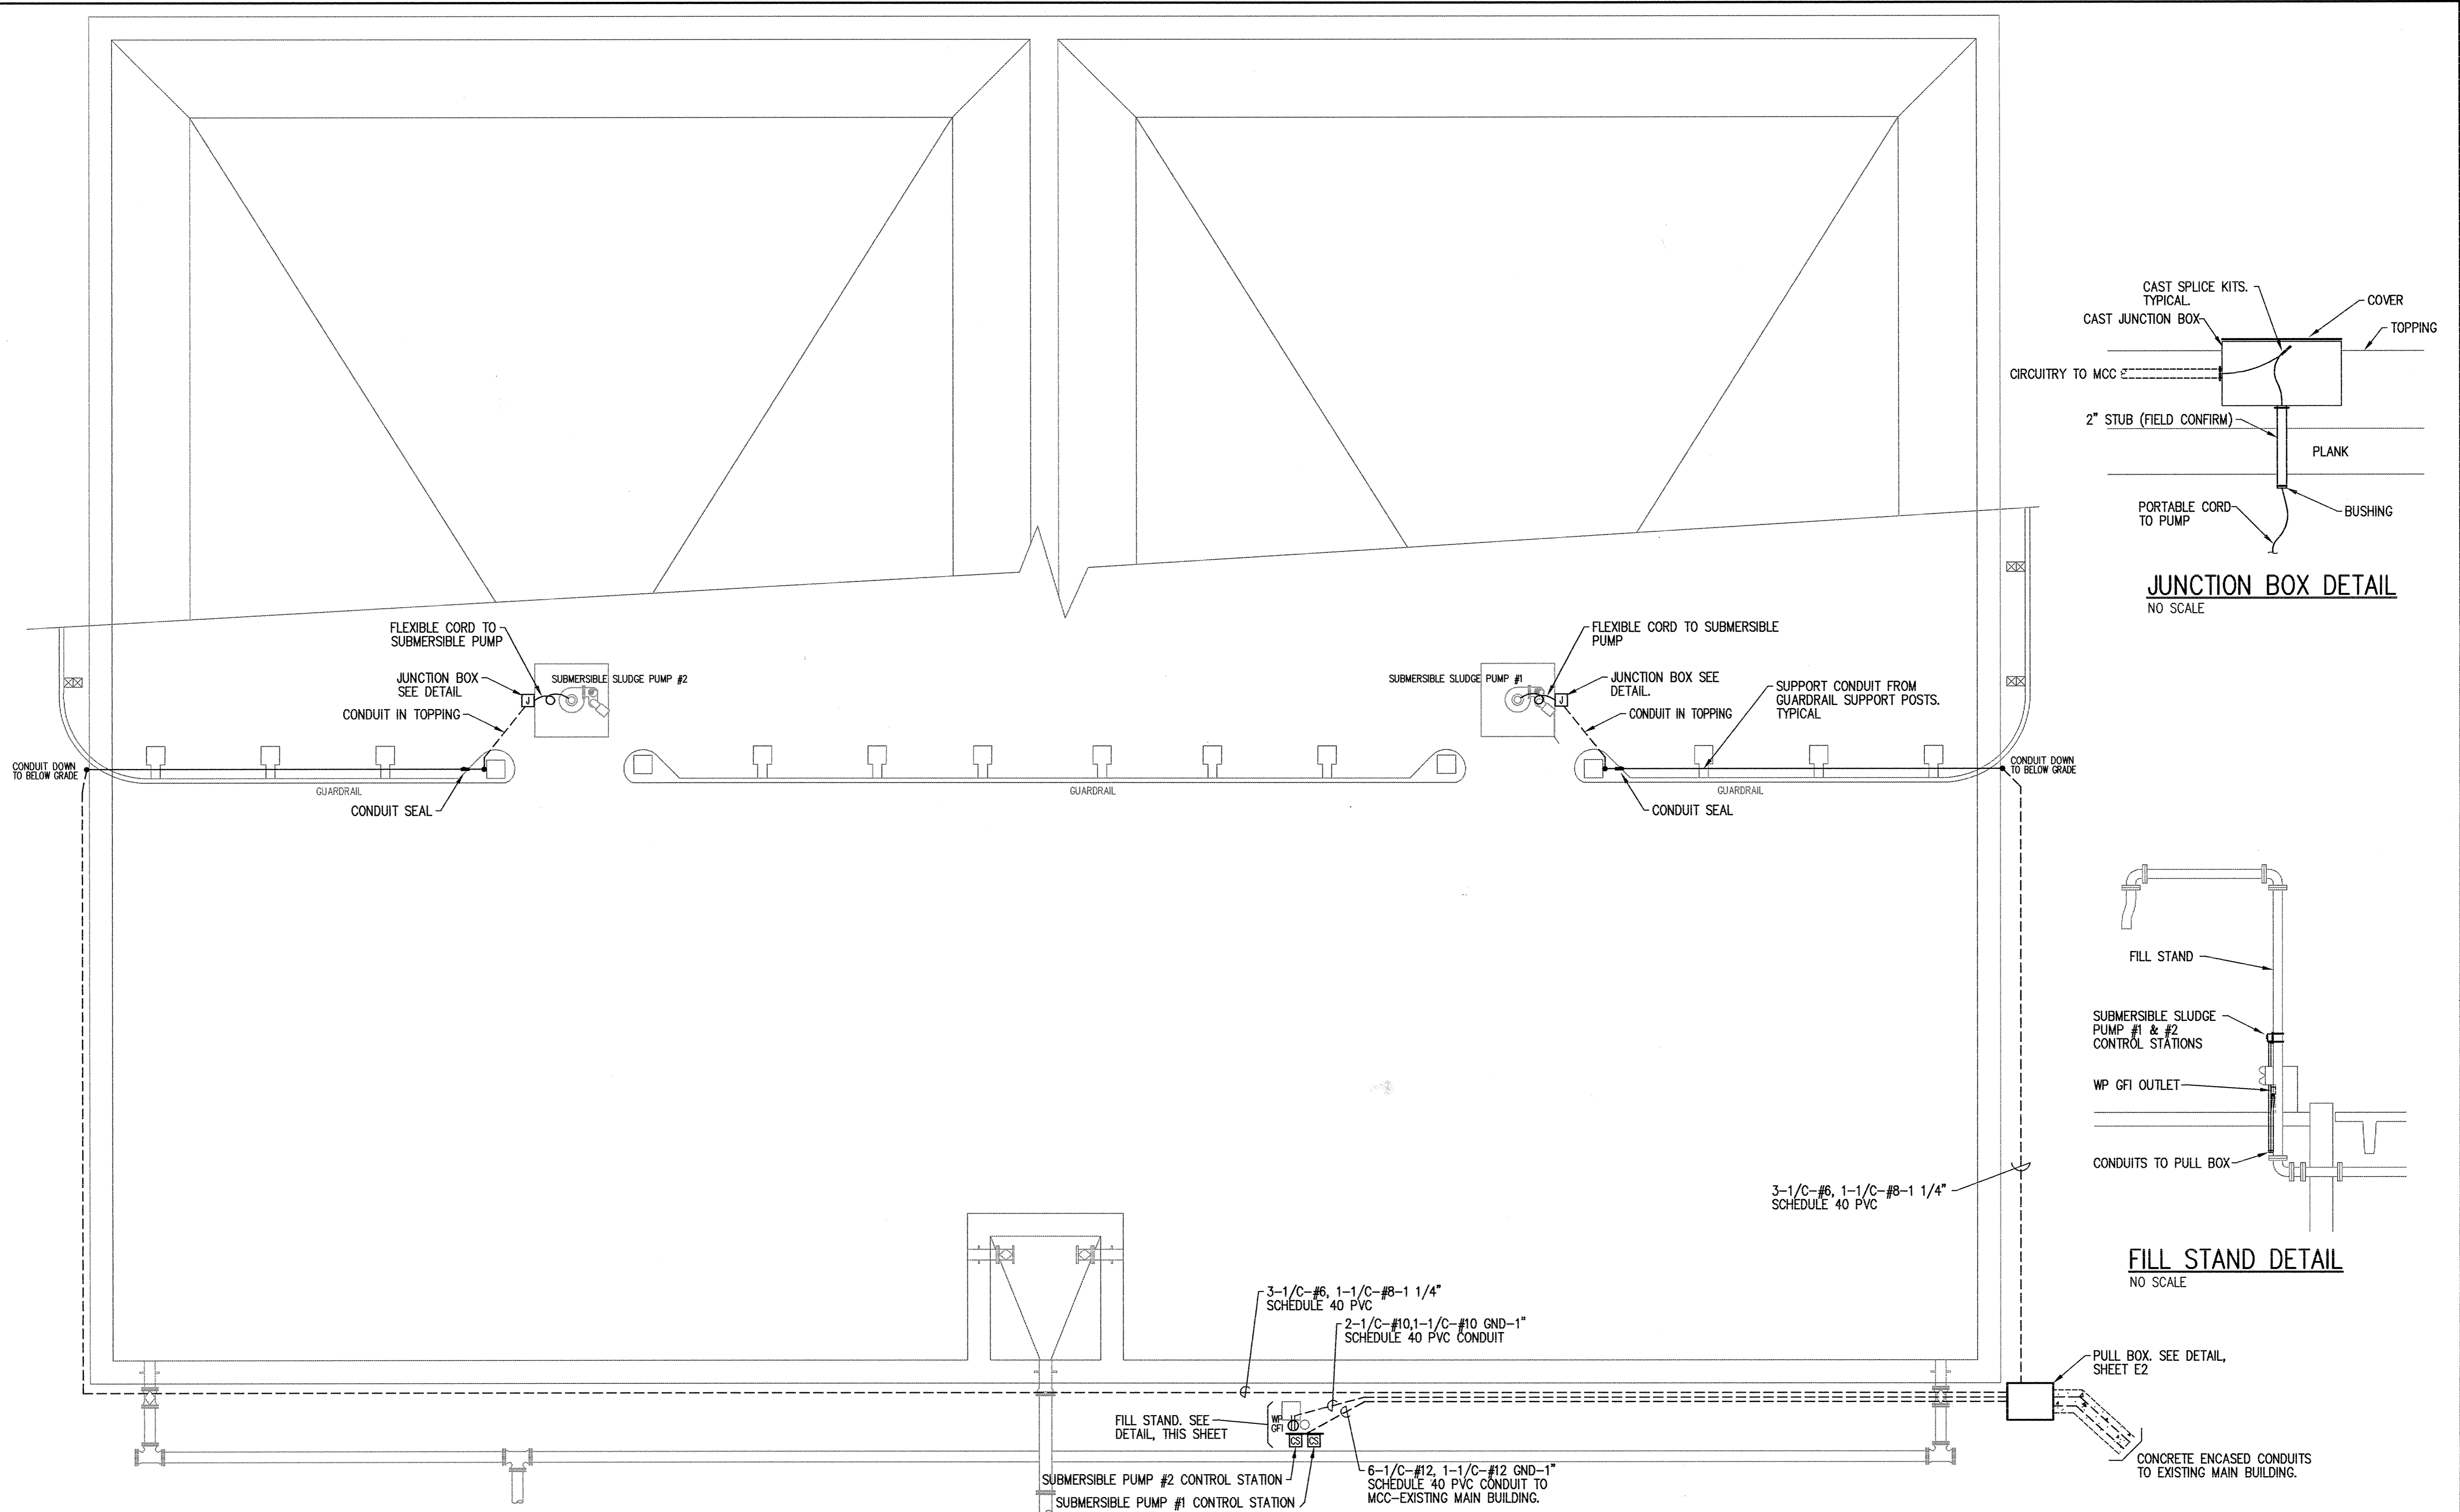 CAST SPLICE KITS.
TYPICAL.
COVER
CAST JUNCTION BOX
TOPPING
CIRCUITRY TO MCC
2" STUB (FIELD CONFIRM)
PLANK
PORTABLE CORD
TO PUMP
BUSHING
JUNCTION BOX DETAIL
NO SCALE
FLEXIBLE CORD TO
SUBMERSIBLE PUMP
JUNCTION BOX
SEE DETAIL
SUBMERSIBLE SLUDGE PUMP #2
J
CONDUIT IN TOPPING
CONDUIT DOWN
TO BELOW GRADE
GUARDRAIL
CONDUIT SEAL
GUARDRAIL
FLEXIBLE CORD TO SUBMERSIBLE
PUMP
SUBMERSIBLE SLUDGE PUMP #1
J
JUNCTION BOX SEE
DETAIL.
CONDUIT IN TOPPING
SUPPORT CONDUIT FROM
GUARDRAIL SUPPORT POSTS.
TYPICAL
CONDUIT DOWN
TO BELOW GRADE
GUARDRAIL
CONDUIT SEAL
FILL STAND
SUBMERSIBLE SLUDGE
PUMP #1 & #2
CONTROL STATIONS
WP GFI OUTLET
CONDUITS TO PULL BOX
FILL STAND DETAIL
NO SCALE
3-1/C-#6, 1-1/C-#8-1 1/4"
SCHEDULE 40 PVC
3-1/C-#6, 1-1/C-#8-1 1/4"
SCHEDULE 40 PVC
2-1/C-#10,1-1/C-#10 GND-1"
SCHEDULE 40 PVC CONDUIT
PULL BOX. SEE DETAIL,
SHEET E2
FILL STAND. SEE
DETAIL, THIS SHEET
WP
GFI
CS
CS
SUBMERSIBLE PUMP #2 CONTROL STATION
SUBMERSIBLE PUMP #1 CONTROL STATION
6-1/C-#12, 1-1/C-#12 GND-1"
SCHEDULE 40 PVC CONDUIT TO
MCC-EXISTING MAIN BUILDING.
CONCRETE ENCASED CONDUITS
TO EXISTING MAIN BUILDING.